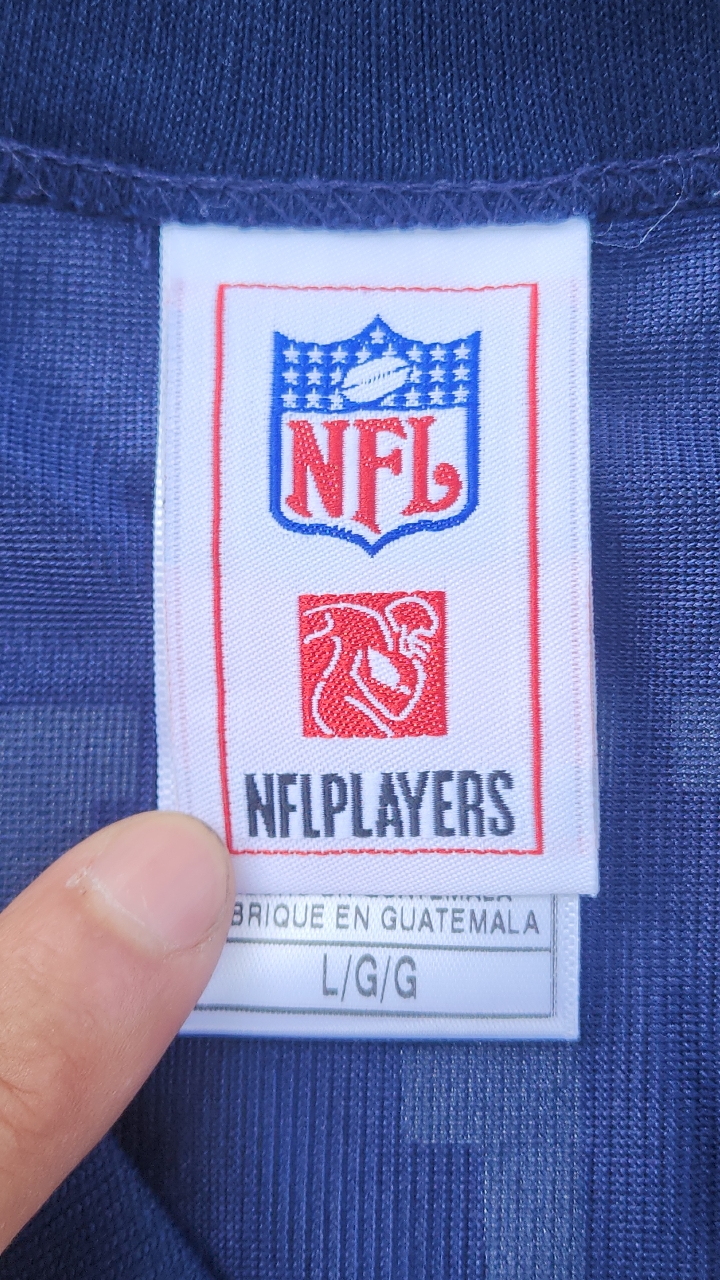 NFL
NFLPLAYERS
BRIQUE EN GUATEMALA
L/G/G